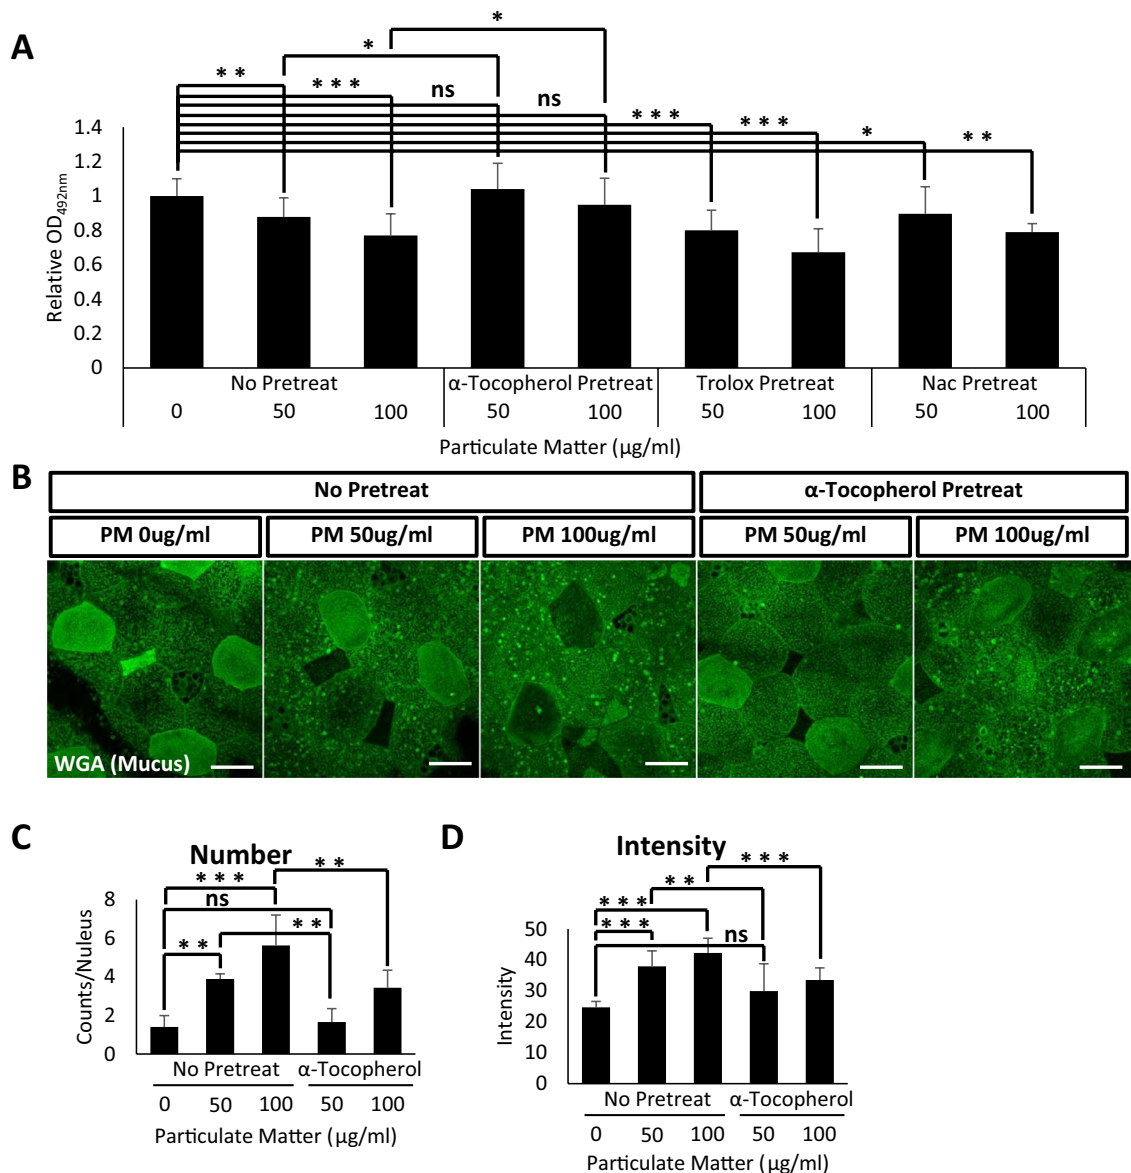 A
*
*
* *
* * *
ns
ns
* * *
* * *
*
* *
Relative OD492nm
1.4
1.2
1
0.8
0.6
0.4
0.2
0
No Pretreat
α-Tocopherol Pretreat
Trolox Pretreat
Nac Pretreat
0 50 100 50 100 50 100 50 100
Particulate Matter (µg/ml)
B
No Pretreat
α-Tocopherol Pretreat
PM 0ug/ml
PM 50ug/ml
PM 100ug/ml
PM 50ug/ml
PM 100ug/ml
WGA (Mucus)
C
Number
* *
* * *
ns
* *
* *
Counts/Nuleus
8
6
4
2
0
No Pretreat
α-Tocopherol
0 50 100 50 100
Particulate Matter (µg/ml)
D
Intensity
* * *
* *
* * *
* * *
ns
Intensity
50
40
30
20
10
0
No Pretreat
α-Tocopherol
0 50 100 50 100
Particulate Matter (µg/ml)